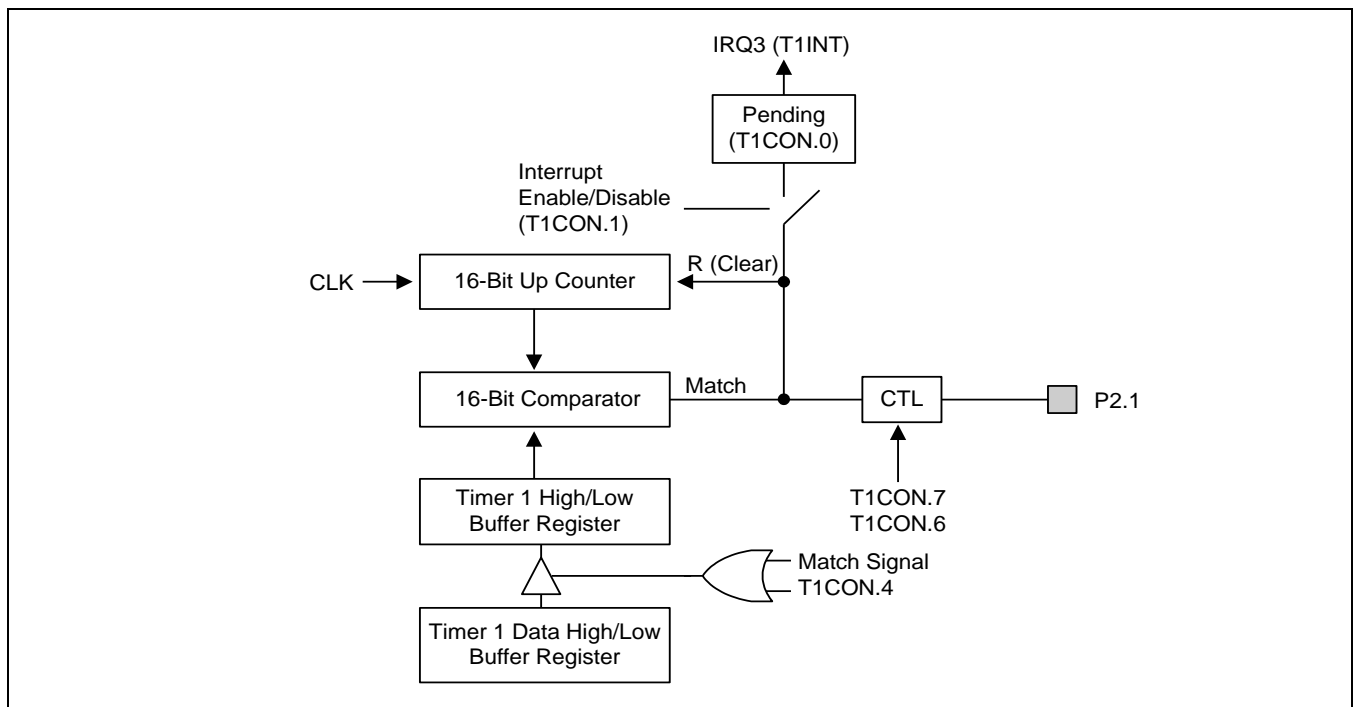 IRQ3 (T1INT)
Pending
(T1CON.0)
Interrupt
Enable/Disable
(T1CON.1)
R (Clear)
CLK
16-Bit Up Counter
Match
16-Bit Comparator
CTL
P2.1
T1CON.7
T1CON.6
Timer 1 High/Low
Buffer Register
Match Signal
T1CON.4
Timer 1 Data High/Low
Buffer Register